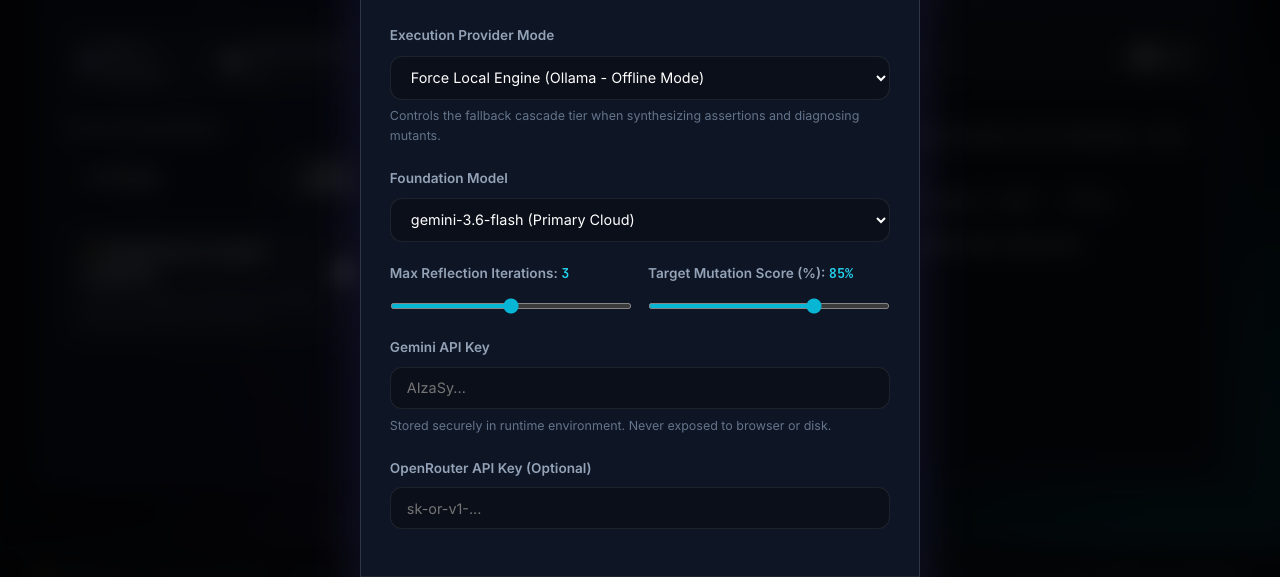 Execution Provider Mode
Force Local Engine (Ollama - Offline Mode)
Controls the fallback cascade tier when synthesizing assertions and diagnosing
mutants.
Foundation Model
gemini-3.6-flash (Primary Cloud)
Max Reflection Iterations: 3
Target Mutation Score (%): 85%
Gemini API Key
AIzaSy...
Stored securely in runtime environment. Never exposed to browser or disk.
OpenRouter API Key (Optional)
sk-or-v1-...